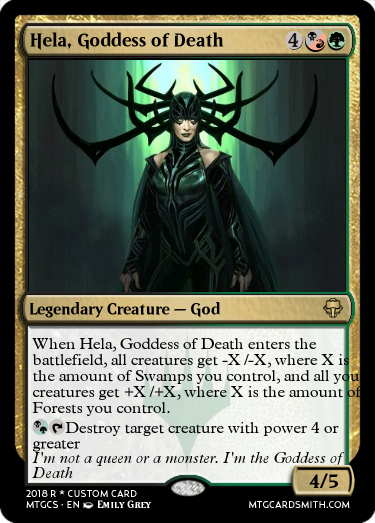 Hela, Goddess of Death 4
Legendary Creature — God
When Hela, Goddess of Death enters the
battlefield, all creatures get -X /-X, where X is
the amount of Swamps you control, and all you
creatures get +X /+X, where X is the amount of
Forests you control.
Destroy target creature with power 4 or
greater
I'm not a queen or a monster. I'm the Goddess of
Death
4/5
2018 R * CUSTOM CARD
MTGCS · EN EMILY GREY
MTGCARDSMITH.COM